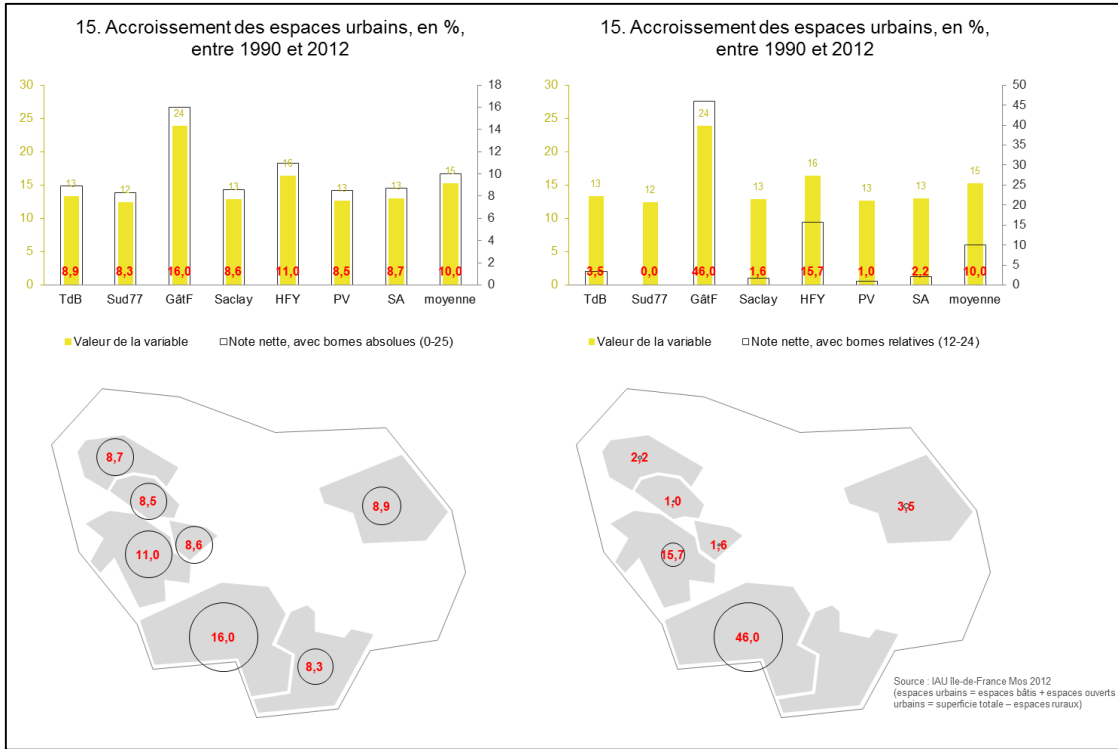 15. Accroissement des espaces urbains, en %,
entre 1990 et 2012
30
25
20
15
10
5
0
18
16
14
12
10
8
6
4
2
0
13
12
24
13
16
13
13
15
8,9
8,3
16,0
8,6
11,0
8,5
8,7
10,0
TdB
Sud77
GâtF
Saclay
HFY
PV
SA
moyenne
Valeur de la variable
Note nette, avec bornes absolues (0-25)
15. Accroissement des espaces urbains, en %,
entre 1990 et 2012
30
25
20
15
10
5
0
50
45
40
35
30
25
20
15
10
5
0
13
12
24
13
16
13
13
15
3,5
0,0
46,0
1,6
15,7
1,0
2,2
10,0
TdB
Sud77
GâtF
Saclay
HFY
PV
SA
moyenne
Valeur de la variable
Note nette, avec bornes relatives (12-24)
8,7
8,5
8,9
11,0
8,6
16,0
8,3
2,2
1,0
3,5
15,7
1,6
46,0
Source : IAU Ile-de-France Mos 2012
(espaces urbains = espaces bâtis + espaces ouverts
urbains = superficie totale – espaces ruraux)